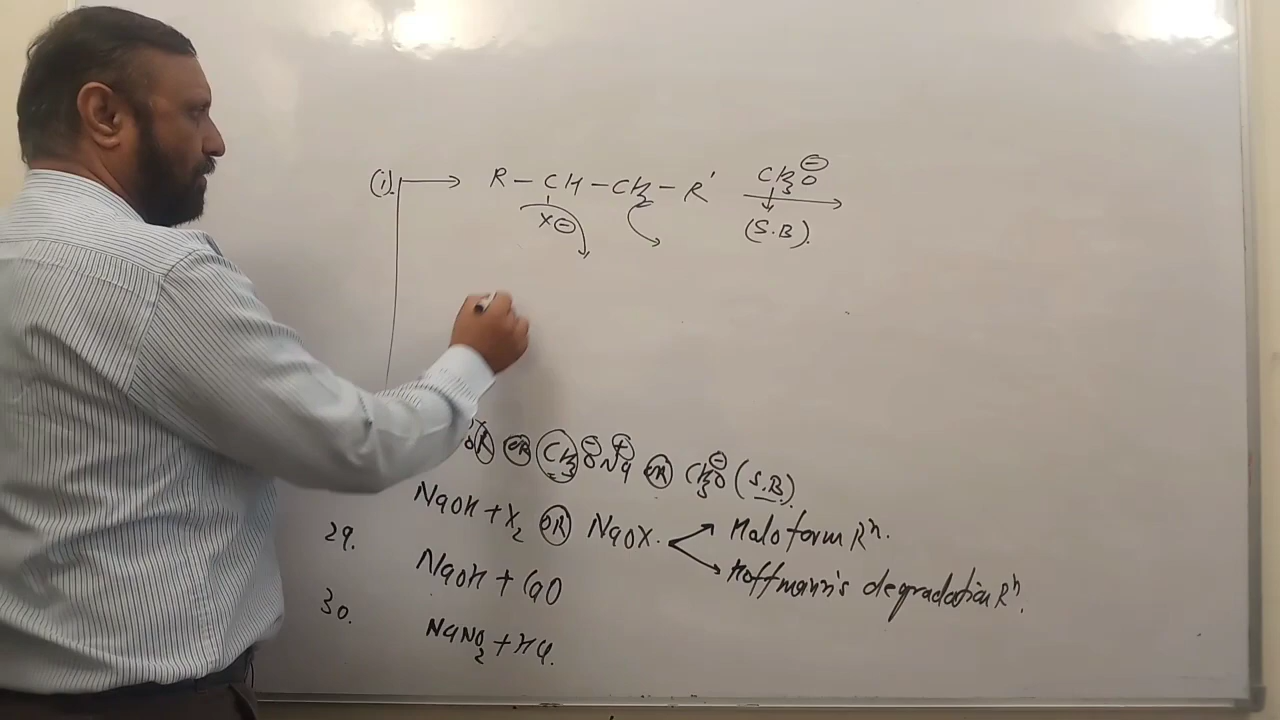 (i). → R – CH – CH2 – R' CH3O⊖ →
X⊖ (S.B).
OR OR CH3O⊖Na⊕ OR CH3O⊖ (S.B).
NaOH + X2 OR NaOX. Haloform Rn.
29. Hoffmann's degradation Rn.
NaOH + CaO
30. NaNO2 + HCl.